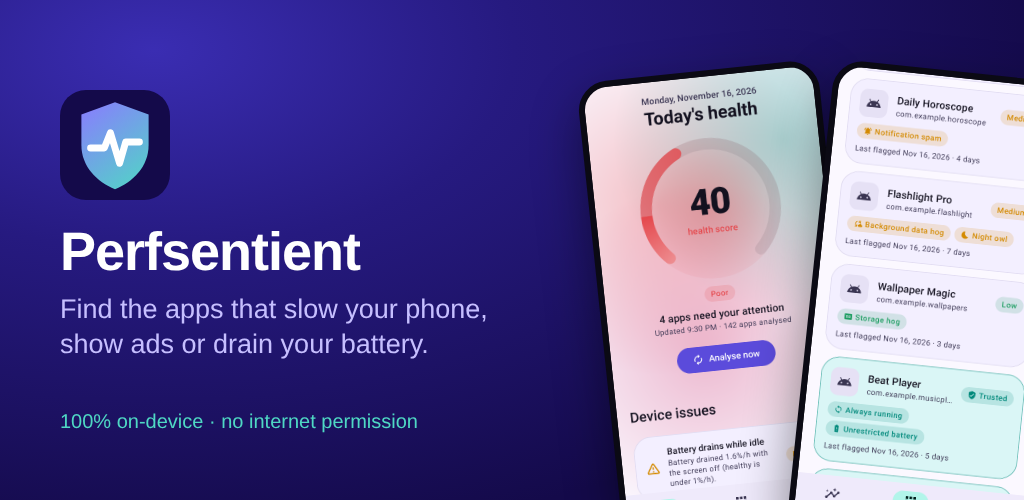 Perfsentient
Find the apps that slow your phone,
show ads or drain your battery.
100% on-device · no internet permission
Monday, November 16, 2026
Today's health
40
health score
Poor
4 apps need your attention
Updated 9:30 PM · 142 apps analysed
Analyse now
Device issues
Battery drains while idle
Battery drained 1.6%/h with
the screen off (healthy is
under 1%/h).
Daily Horoscope
com.example.horoscope
Notification spam
Last flagged Nov 16, 2026 · 4 days
Flashlight Pro
com.example.flashlight
Medium
Background data hog
Night owl
Last flagged Nov 16, 2026 · 7 days
Wallpaper Magic
com.example.wallpapers
Low
Storage hog
Last flagged Nov 16, 2026 · 3 days
Beat Player
com.example.musicpl...
Trusted
Always running
Unrestricted battery
Last flagged Nov 16, 2026 · 5 days